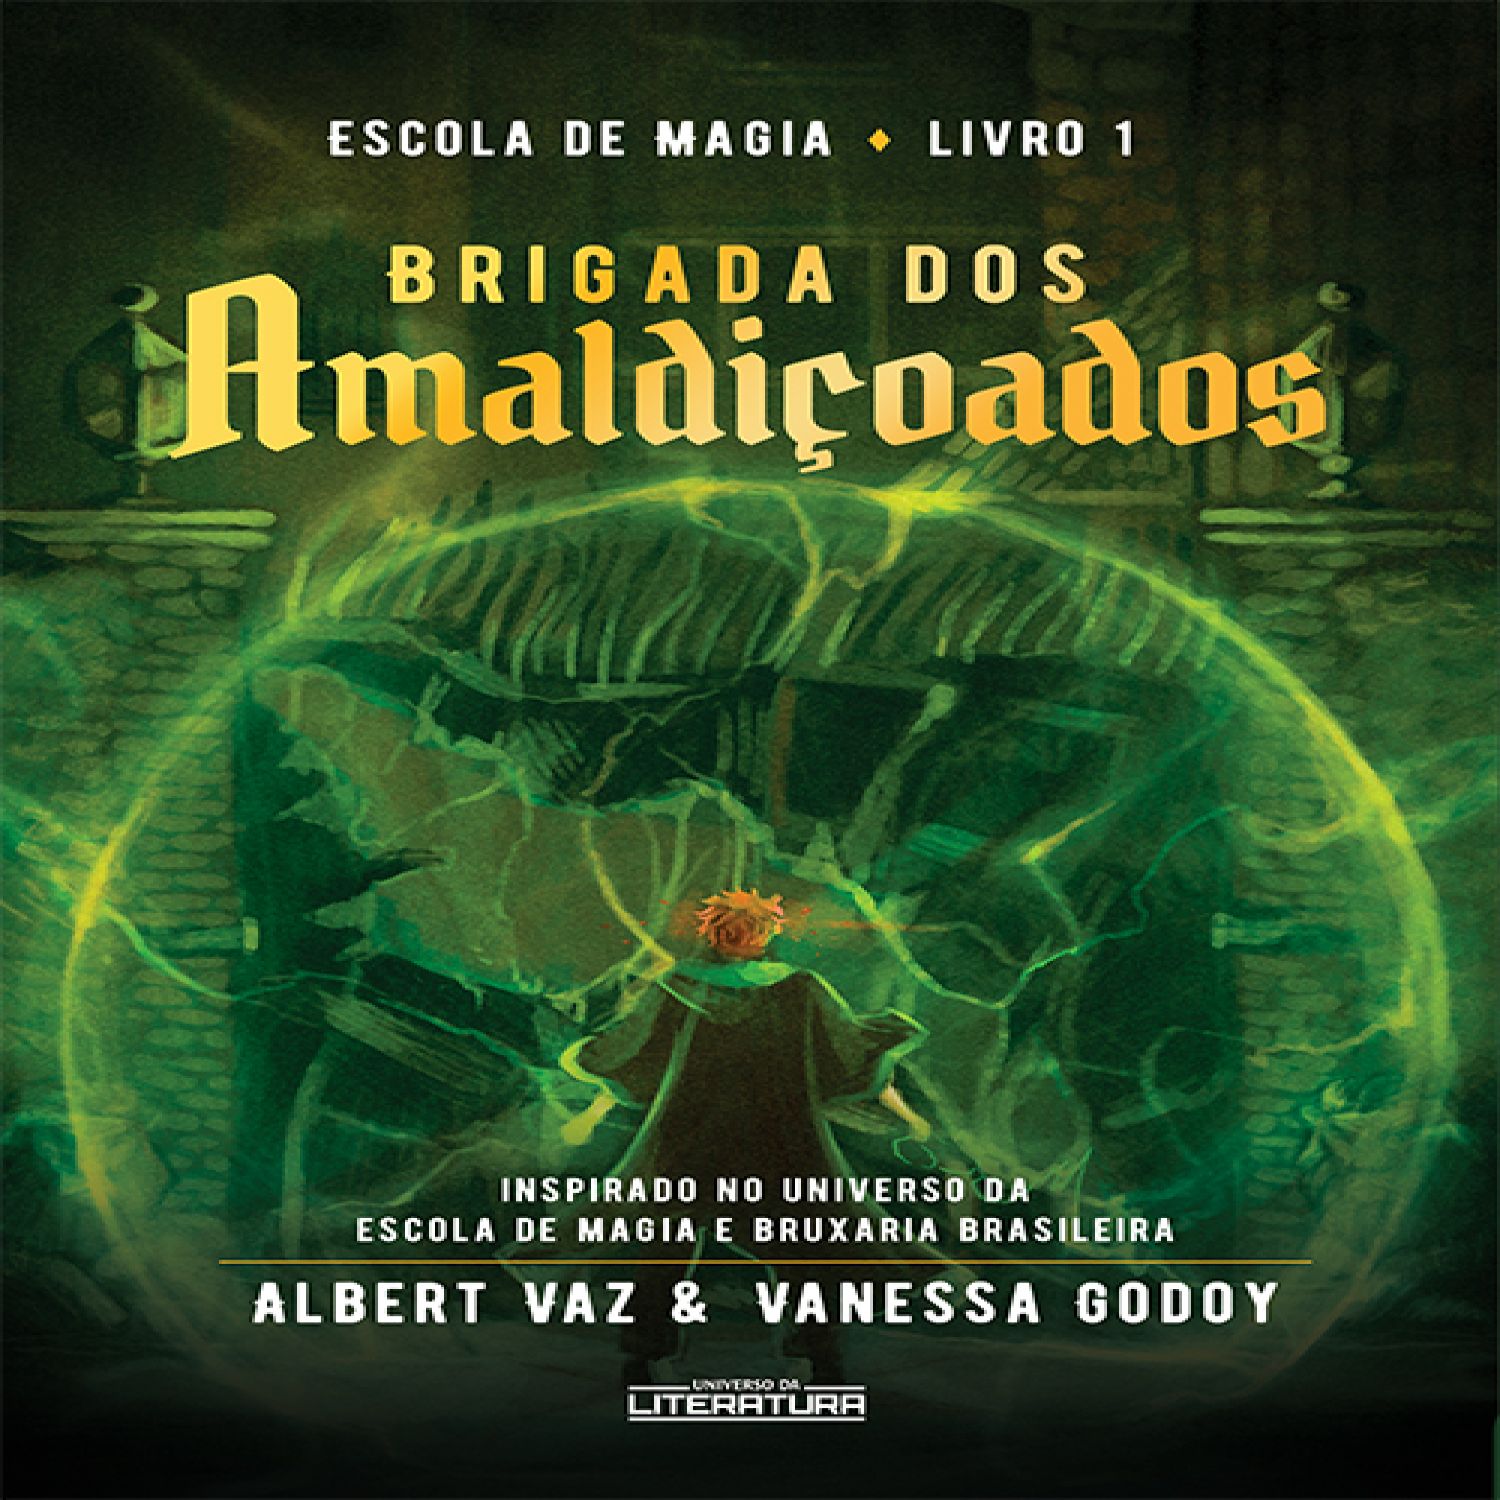 ESCOLA DE MAGIA ◆ LIVRO 1
BRIGADA DOS
Amaldiçoados
INSPIRADO NO UNIVERSO DA
ESCOLA DE MAGIA E BRUXARIA BRASILEIRA
ALBERT VAZ & VANESSA GODOY
UNIVERSO DA
LITERATURA